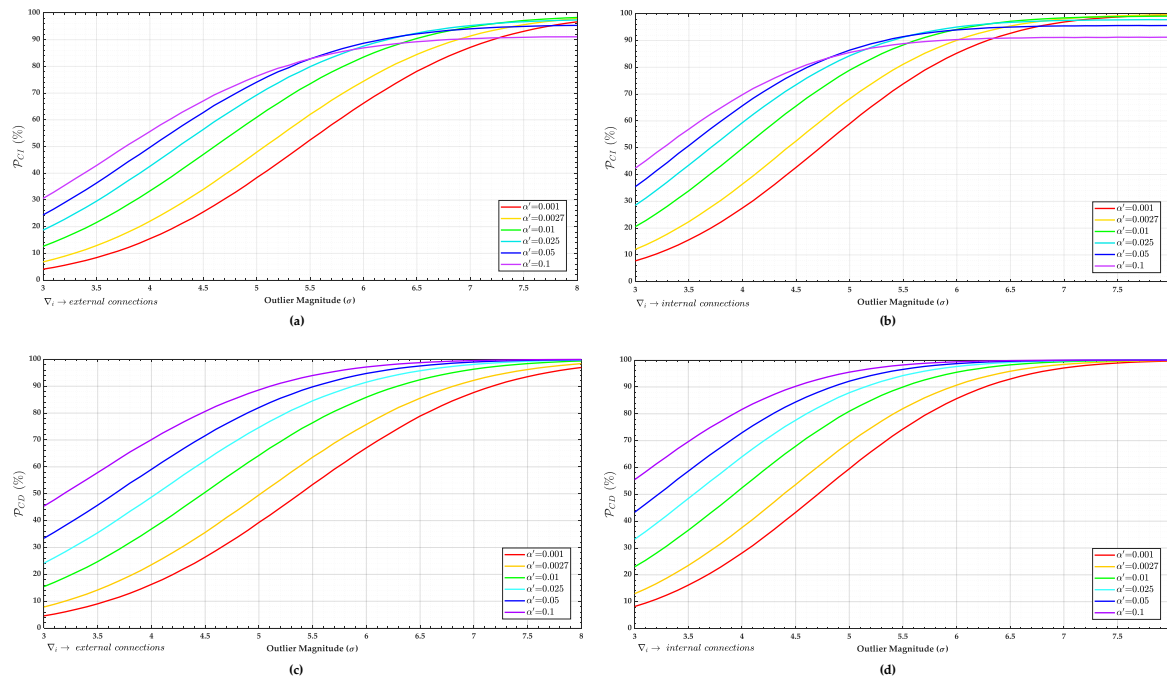 100
90
80
70
60
50
40
30
20
10
0
𝒫CI (%)
3 3.5 4 4.5 5 5.5 6 6.5 7 7.5 8
α′=0.001
α′=0.0027
α′=0.01
α′=0.025
α′=0.05
α′=0.1
∇i → external connections
Outlier Magnitude (σ)
(a)
100
90
80
70
60
50
40
30
20
10
0
𝒫CI (%)
3 3.5 4 4.5 5 5.5 6 6.5 7 7.5
α′=0.001
α′=0.0027
α′=0.01
α′=0.025
α′=0.05
α′=0.1
∇i → internal connections
Outlier Magnitude (σ)
(b)
100
90
80
70
60
50
40
30
20
10
0
𝒫CD (%)
3 3.5 4 4.5 5 5.5 6 6.5 7 7.5 8
α′=0.001
α′=0.0027
α′=0.01
α′=0.025
α′=0.05
α′=0.1
∇i → external connections
Outlier Magnitude (σ)
(c)
100
90
80
70
60
50
40
30
20
10
0
𝒫CD (%)
3 3.5 4 4.5 5 5.5 6 6.5 7 7.5
α′=0.001
α′=0.0027
α′=0.01
α′=0.025
α′=0.05
α′=0.1
∇i → internal connections
Outlier Magnitude (σ)
(d)